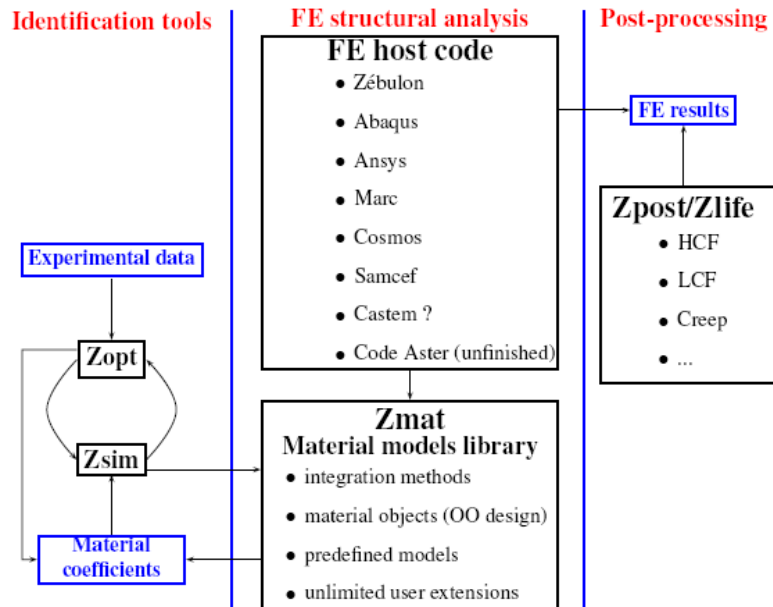 Identification tools
FE structural analysis
Post-processing
FE host code
• Zébulon
• Abaqus
• Ansys
• Marc
• Cosmos
• Samcef
• Castem ?
• Code Aster (unfinished)
FE results
Zpost/Zlife
• HCF
• LCF
• Creep
• ...
Experimental data
Zopt
Zsim
Material
coefficients
Zmat
Material models library
• integration methods
• material objects (OO design)
• predefined models
• unlimited user extensions